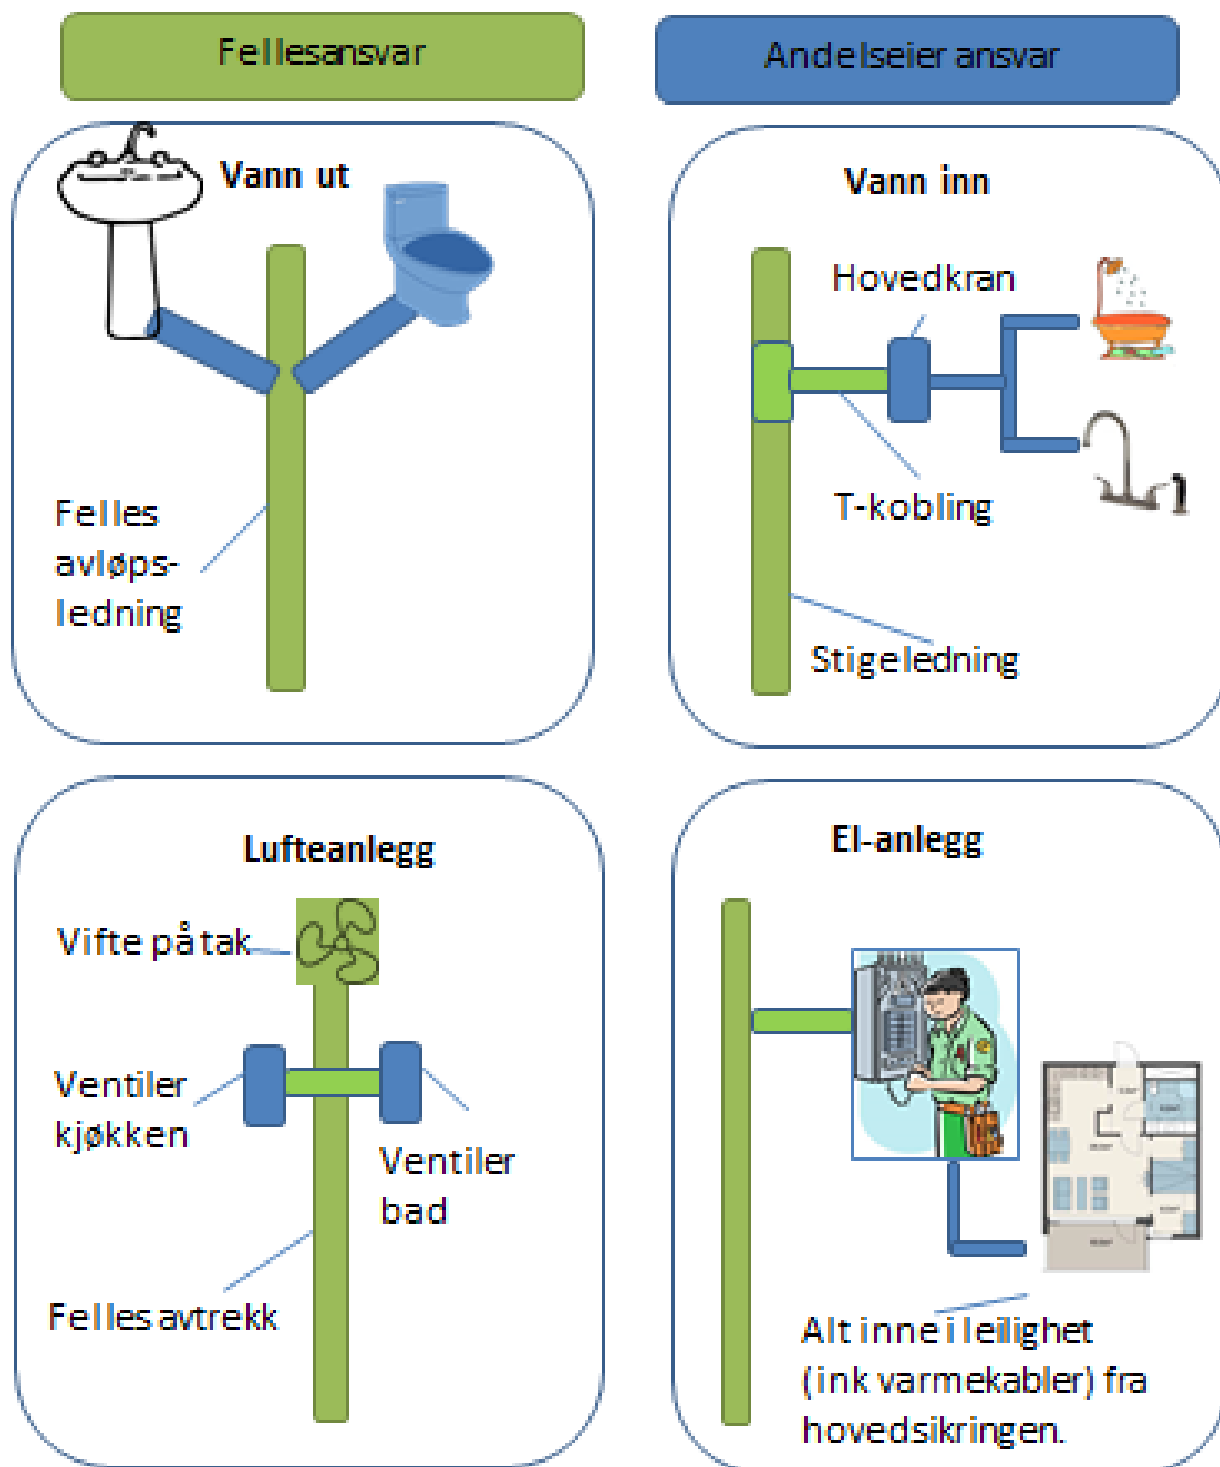 Fellesansvar
Andelseier ansvar
Vann ut
Felles
avløps-
ledning
Vann inn
Hovedkran
T-kobling
Stigeledning
Lufteanlegg
Vifte på tak
Ventiler
kjøkken
Ventiler
bad
Felles avtrekk
El-anlegg
Alt inne i leilighet
(ink varmekabler) fra
hovedsikringen.